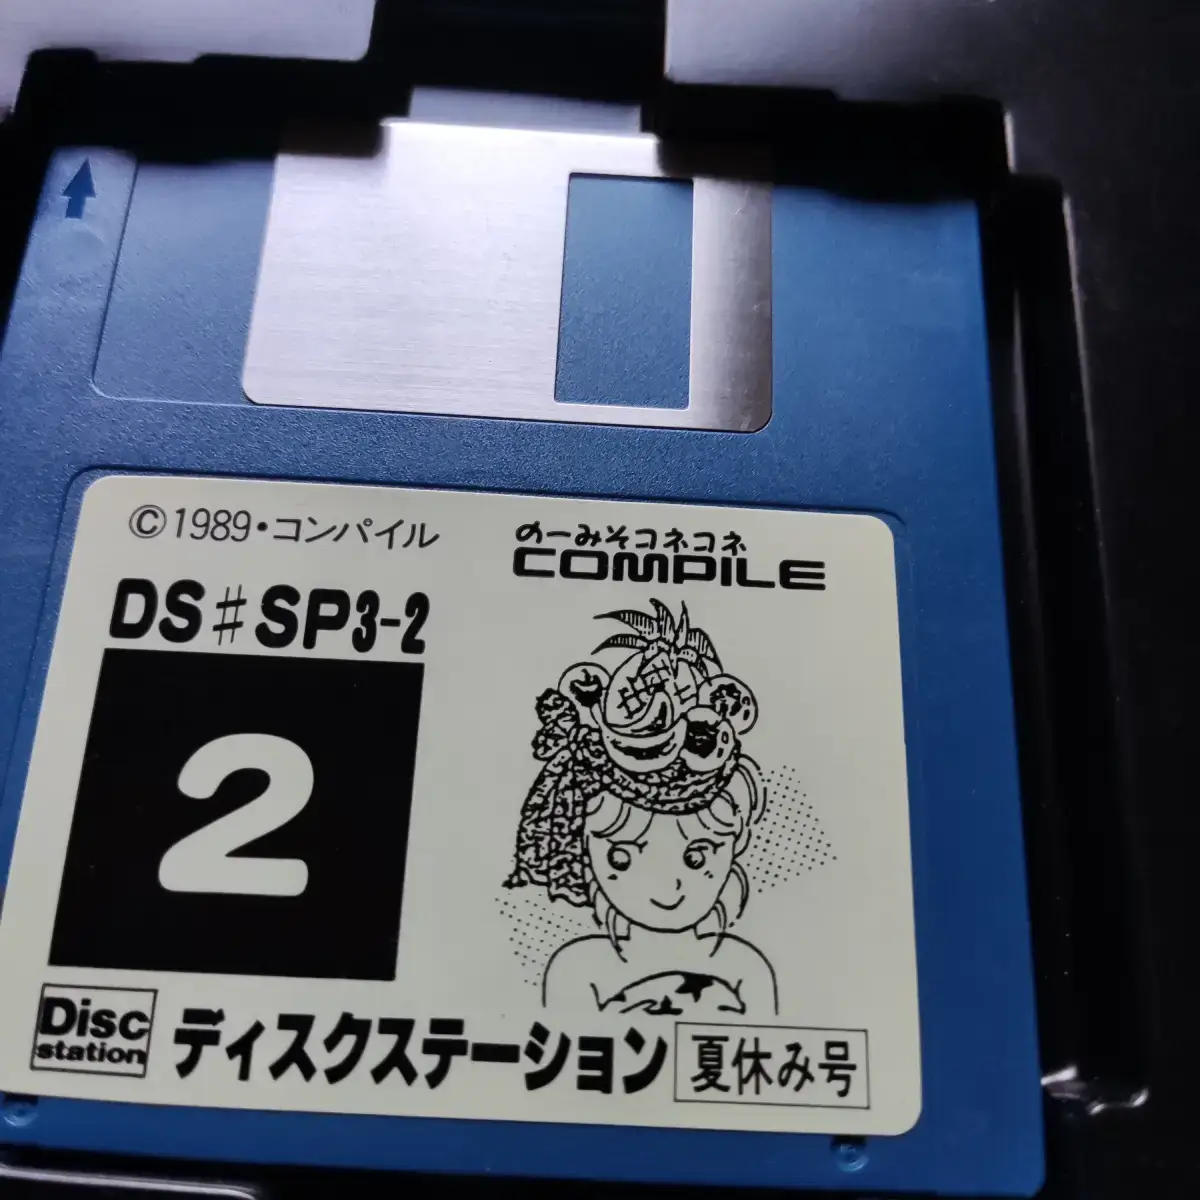 ©1989・コンパイル
のーみそコネコネ
COMPILE
DS♯SP3-2
2
Disc
station
ディスクステーション
夏休み号